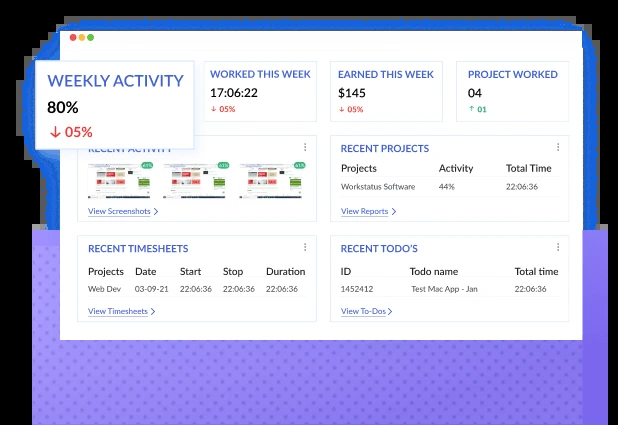 WEEKLY ACTIVITY
80%
↓ 05%
WORKED THIS WEEK
17:06:22
↓ 05%
EARNED THIS WEEK
$145
↓ 05%
PROJECT WORKED
04
↑ 01
RECENT ACTIVITY
61%
View Screenshots >
RECENT PROJECTS
Projects Activity Total Time
Workstatus Software 44% 22:06:36
View Reports >
RECENT TIMESHEETS
Projects Date Start Stop Duration
Web Dev 03-09-21 22:06:36 22:06:36 22:06:36
View Timesheets >
RECENT TODO'S
ID Todo name Total time
1452412 Test Mac App - Jan 22:06:36
View To-Dos >